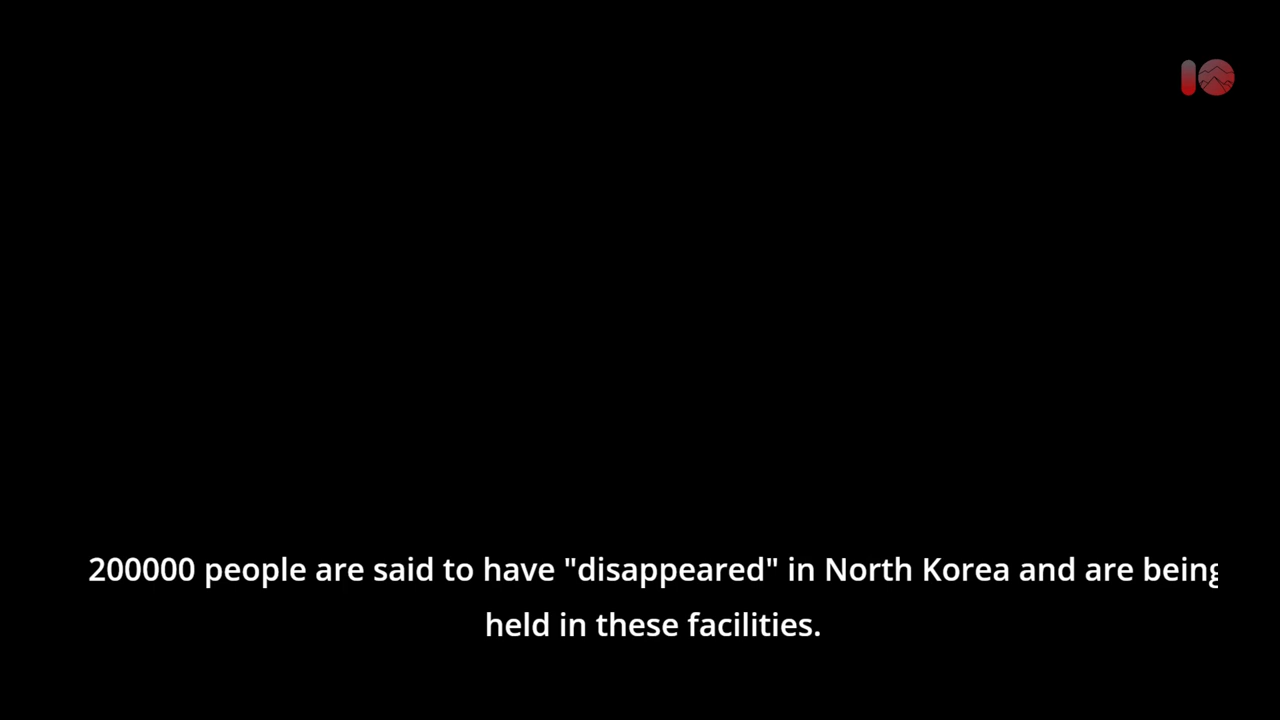 200000 people are said to have "disappeared" in North Korea and are being
held in these facilities.